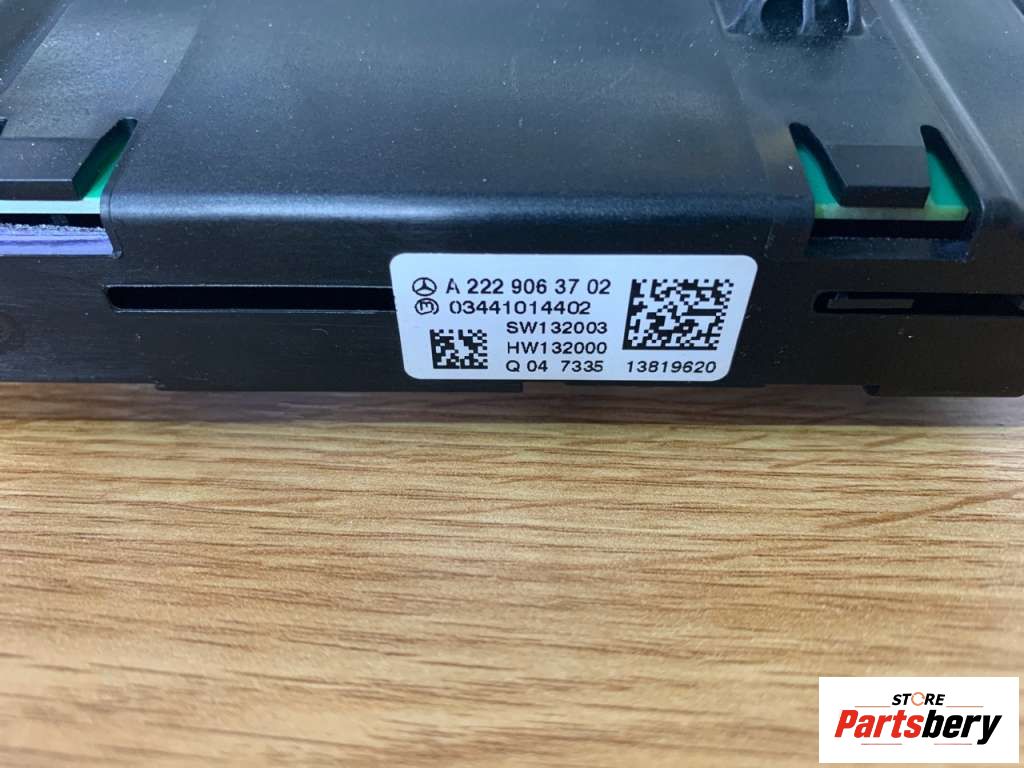 A 222 906 37 02
03441014402
SW132003
HW132000
Q 04 7335 13819620
STORE
Partsbery